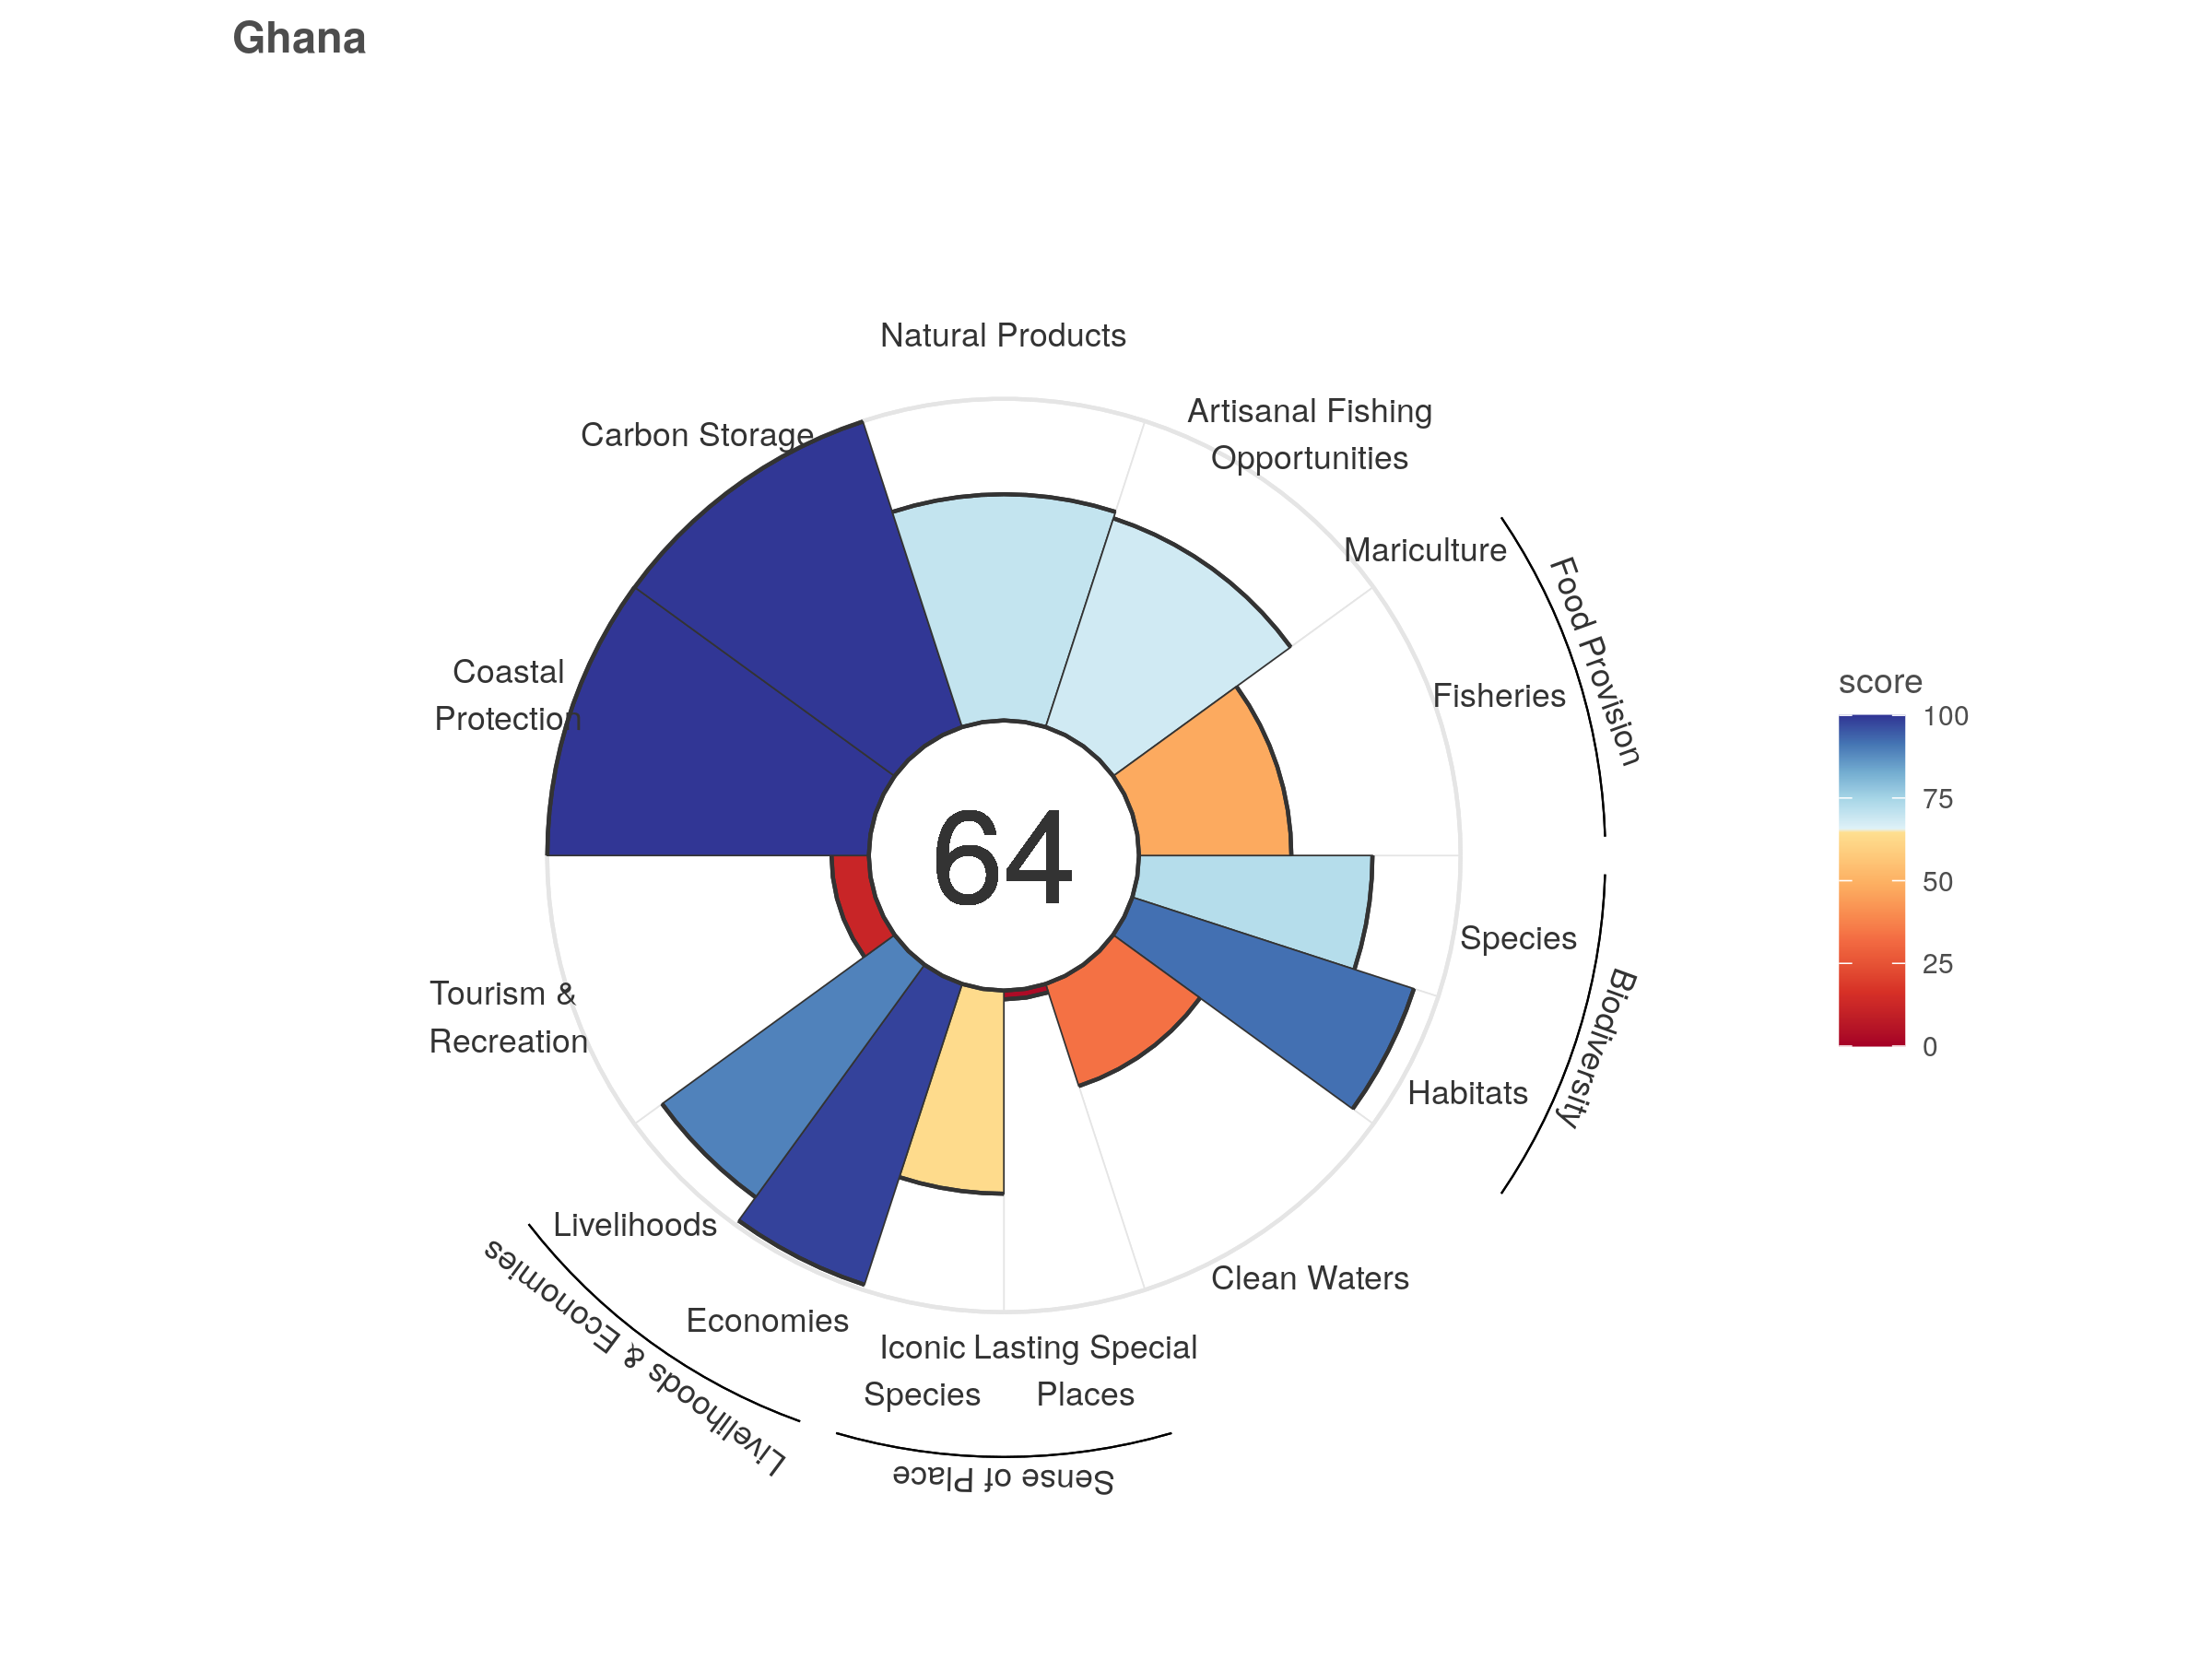 Ghana
Natural Products
Artisanal Fishing
Opportunities
Carbon Storage
Mariculture
Food Provision
Coastal
Protection
Fisheries
64
score
100
75
50
25
0
Species
Biodiversity
Tourism &
Recreation
Habitats
Livelihoods
Livelihoods & Economies
Economies
Clean Waters
Iconic
Species
Lasting Special
Places
Sense of Place